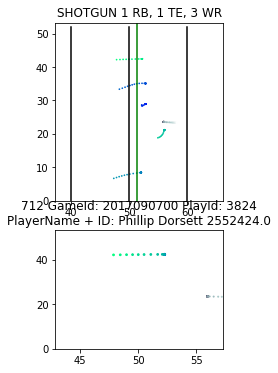 SHOTGUN 1 RB, 1 TE, 3 WR
50
40
30
20
10
0
40 50 60
712 GameId: 2017090700 PlayId: 3824
PlayerName + ID: Phillip Dorsett 2552424.0
40
20
0
45 50 55